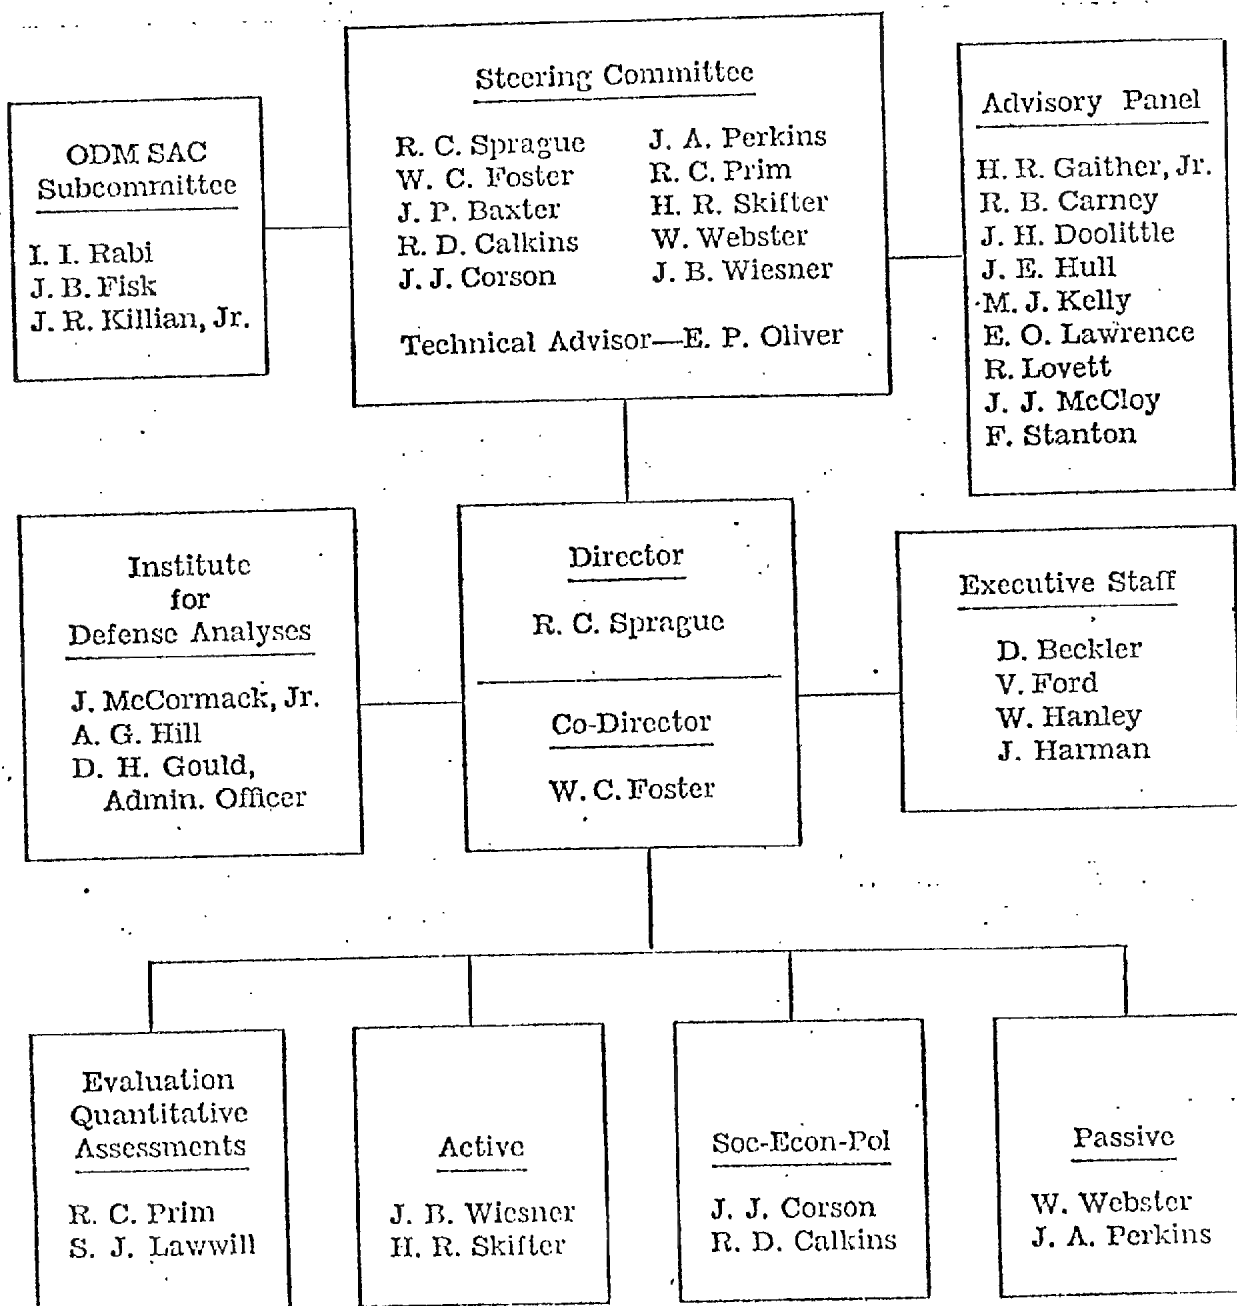 Steering Committee
R. C. Sprague
W. C. Foster
J. P. Baxter
R. D. Calkins
J. J. Corson
J. A. Perkins
R. C. Prim
H. R. Skifter
W. Webster
J. B. Wiesner
Technical Advisor—E. P. Oliver
ODM SAC
Subcommittee
I. I. Rabi
J. B. Fisk
J. R. Killian, Jr.
Advisory Panel
H. R. Gaither, Jr.
R. B. Carney
J. H. Doolittle
J. E. Hull
M. J. Kelly
E. O. Lawrence
R. Lovett
J. J. McCloy
F. Stanton
Institute
for
Defense Analyses
J. McCormack, Jr.
A. G. Hill
D. H. Gould,
Admin. Officer
Director
R. C. Sprague
Co-Director
W. C. Foster
Executive Staff
D. Beckler
V. Ford
W. Hanley
J. Harman
Evaluation
Quantitative
Assessments
R. C. Prim
S. J. Lawwill
Active
J. B. Wiesner
H. R. Skifter
Soc-Econ-Pol
J. J. Corson
R. D. Calkins
Passive
W. Webster
J. A. Perkins